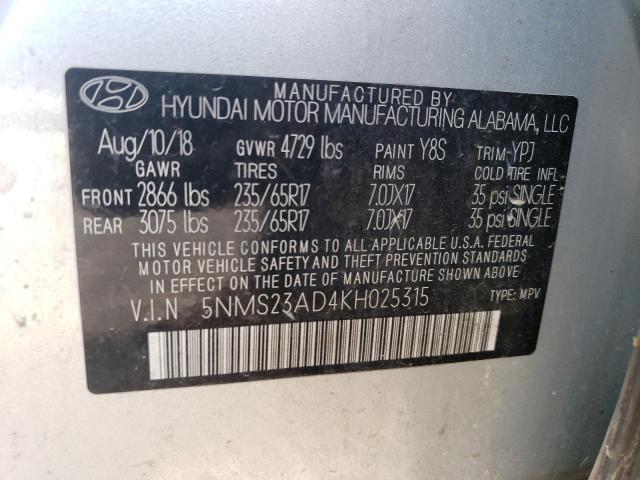 MANUFACTURED BY
HYUNDAI MOTOR MANUFACTURING ALABAMA, LLC
Aug/10/18 GVWR 4729 lbs PAINT Y8S TRIM YPJ
GAWR TIRES RIMS COLD TIRE INFL
FRONT 2866 lbs 235/65R17 7.0JX17 35 psi SINGLE
REAR 3075 lbs 235/65R17 7.0JX17 35 psi SINGLE
THIS VEHICLE CONFORMS TO ALL APPLICABLE U.S.A. FEDERAL
MOTOR VEHICLE SAFETY AND THEFT PREVENTION STANDARDS
IN EFFECT ON THE DATE OF MANUFACTURE SHOWN ABOVE.
V.I.N 5NMS23AD4KH025315 TYPE: MPV